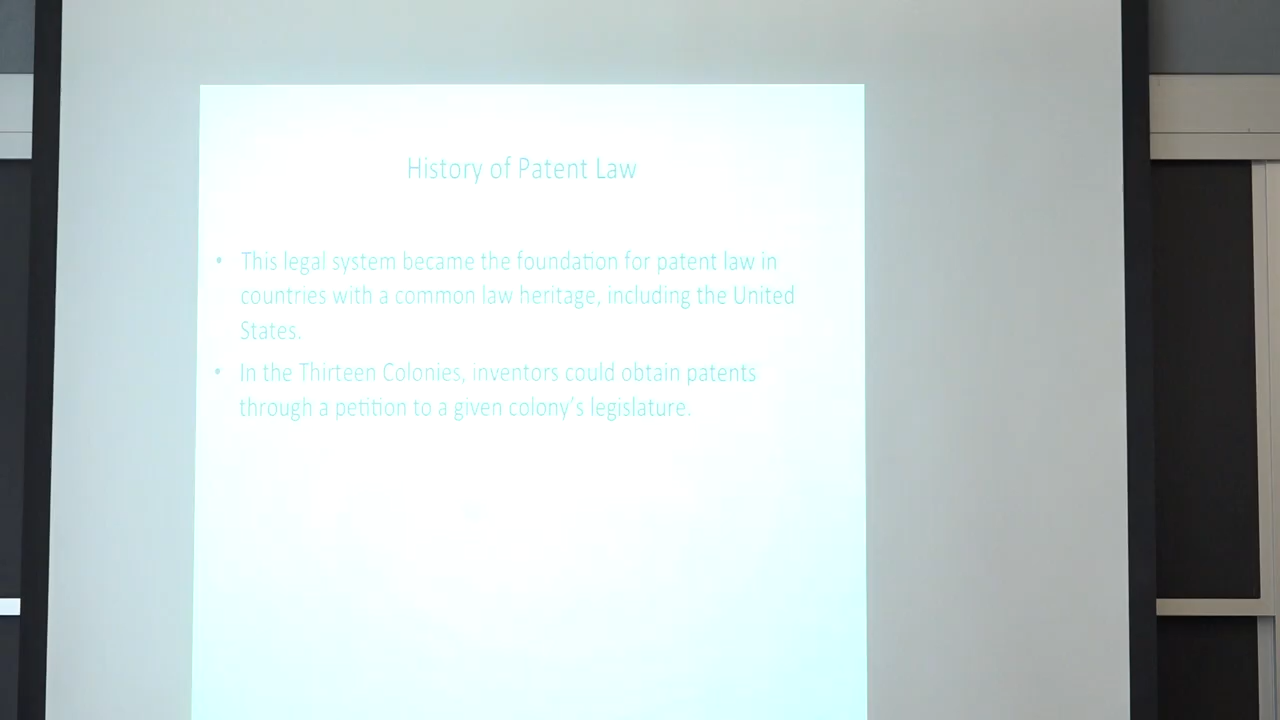 History of Patent Law
• This legal system became the foundation for patent law in
countries with a common law heritage, including the United
States.
• In the Thirteen Colonies, inventors could obtain patents
through a petition to a given colony’s legislature.